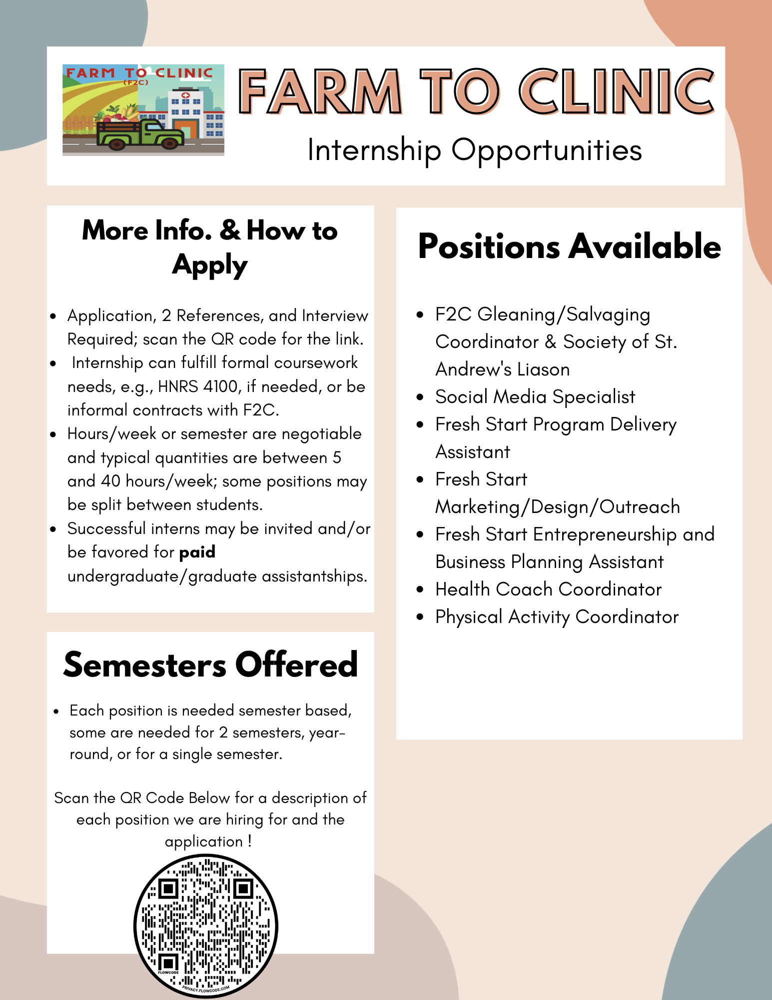 FARM TO CLINIC
(F2C)
FARM TO CLINIC
Internship Opportunities
More Info. & How to
Apply
• Application, 2 References, and Interview
Required; scan the QR code for the link.
• Internship can fulfill formal coursework
needs, e.g., HNRS 4100, if needed, or be
informal contracts with F2C.
• Hours/week or semester are negotiable
and typical quantities are between 5
and 40 hours/week; some positions may
be split between students.
• Successful interns may be invited and/or
be favored for paid
undergraduate/graduate assistantships.
Semesters Offered
• Each position is needed semester based,
some are needed for 2 semesters, year-
round, or for a single semester.
Scan the QR Code Below for a description of
each position we are hiring for and the
application !
FLOWCODE
PRIVACY.FLOWCODE.COM
Positions Available
• F2C Gleaning/Salvaging
Coordinator & Society of St.
Andrew's Liason
• Social Media Specialist
• Fresh Start Program Delivery
Assistant
• Fresh Start
Marketing/Design/Outreach
• Fresh Start Entrepreneurship and
Business Planning Assistant
• Health Coach Coordinator
• Physical Activity Coordinator